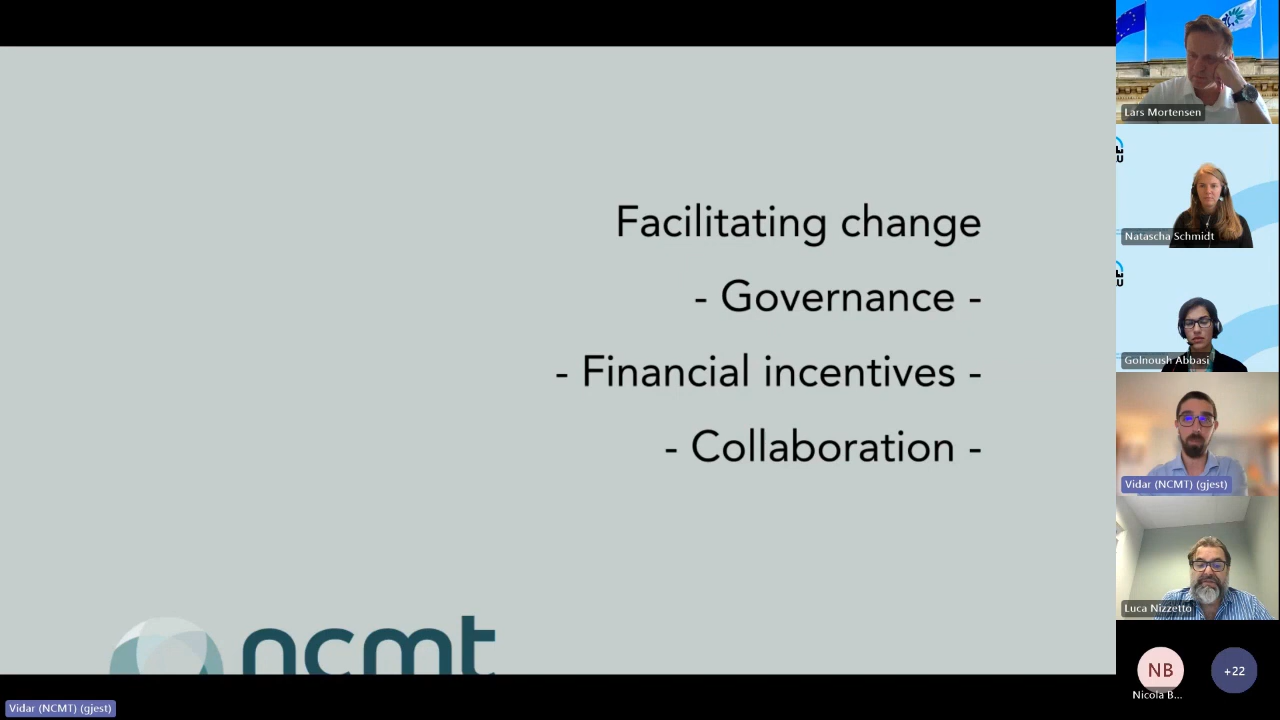 Facilitating change
- Governance -
- Financial incentives -
- Collaboration -
ncmt
Vidar (NCMT) (gjest)
Lars Mortensen
Natascha Schmidt
Golnoush Abbasi
Vidar (NCMT) (gjest)
Luca Nizzetto
NB
Nicola B...
+22